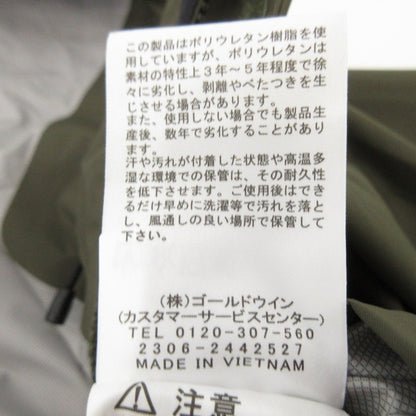 この製品はポリウレタン樹脂を使
用していますが、ポリウレタンは
素材の特性上3年～5年程度で徐
々に劣化し、剥離やべたつきを生
じさせる場合があります。
また、使用しない場合でも製品生
産後、数年で劣化することがあり
ます。
汗や汚れが付着した状態や高温多
湿な環境での保管は、その耐久性
を低下させます。ご使用後はでき
るだけ早めに洗濯等で汚れを落と
し、風通しの良い場所で保管して
下さい。
(株)ゴールドウイン
(カスタマーサービスセンター)
TEL 0120-307-560
2306-2442527
MADE IN VIETNAM
注意